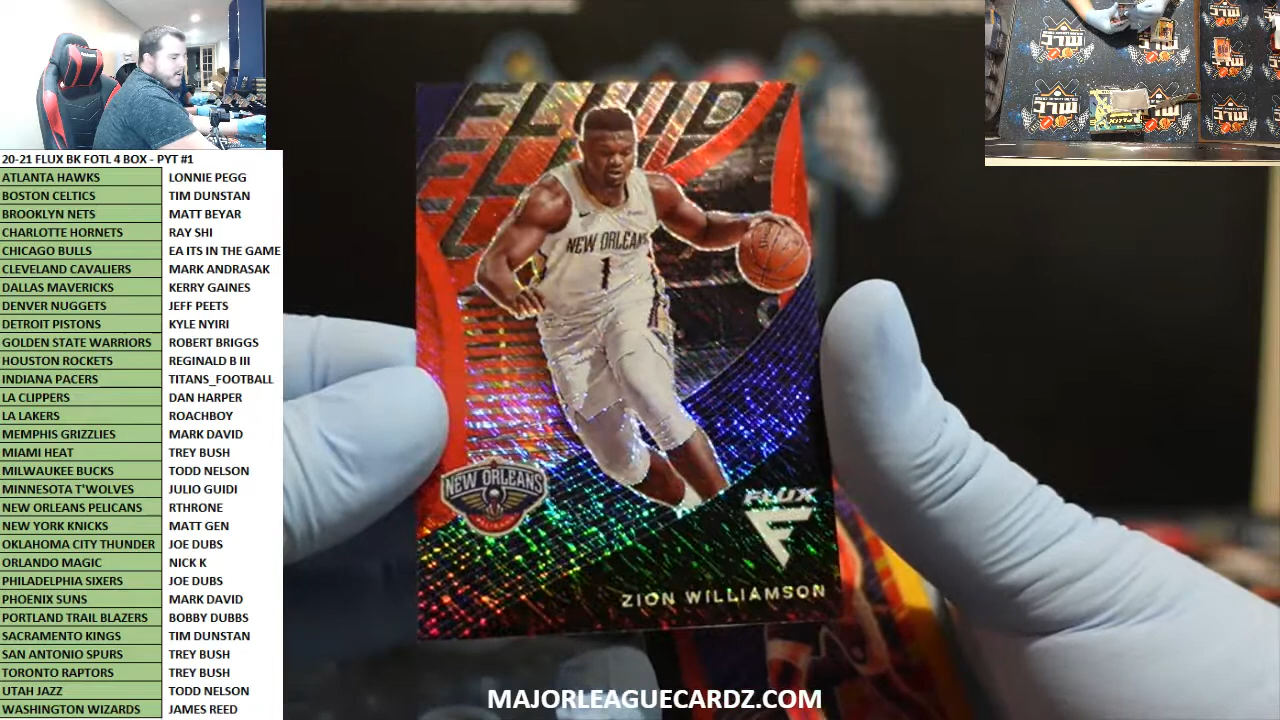 20-21 FLUX BK FOTL 4 BOX - PYT #1
ATLANTA HAWKS LONNIE PEGG
BOSTON CELTICS TIM DUNSTAN
BROOKLYN NETS MATT BEYAR
CHARLOTTE HORNETS RAY SHI
CHICAGO BULLS EA ITS IN THE GAME
CLEVELAND CAVALIERS MARK ANDRASAK
DALLAS MAVERICKS KERRY GAINES
DENVER NUGGETS JEFF PEETS
DETROIT PISTONS KYLE NYIRI
GOLDEN STATE WARRIORS ROBERT BRIGGS
HOUSTON ROCKETS REGINALD B III
INDIANA PACERS TITANS_FOOTBALL
LA CLIPPERS DAN HARPER
LA LAKERS ROACHBOY
MEMPHIS GRIZZLIES MARK DAVID
MIAMI HEAT TREY BUSH
MILWAUKEE BUCKS TODD NELSON
MINNESOTA T'WOLVES JULIO GUIDI
NEW ORLEANS PELICANS RTHRONE
NEW YORK KNICKS MATT GEN
OKLAHOMA CITY THUNDER JOE DUBS
ORLANDO MAGIC NICK K
PHILADELPHIA SIXERS JOE DUBS
PHOENIX SUNS MARK DAVID
PORTLAND TRAIL BLAZERS BOBBY DUBBS
SACRAMENTO KINGS TIM DUNSTAN
SAN ANTONIO SPURS TREY BUSH
TORONTO RAPTORS TREY BUSH
UTAH JAZZ TODD NELSON
WASHINGTON WIZARDS JAMES REED
FLUID
NEW ORLEANS
1
NEW ORLEANS
FLUX
ZION WILLIAMSON
MAJORLEAGUECARDZ.COM